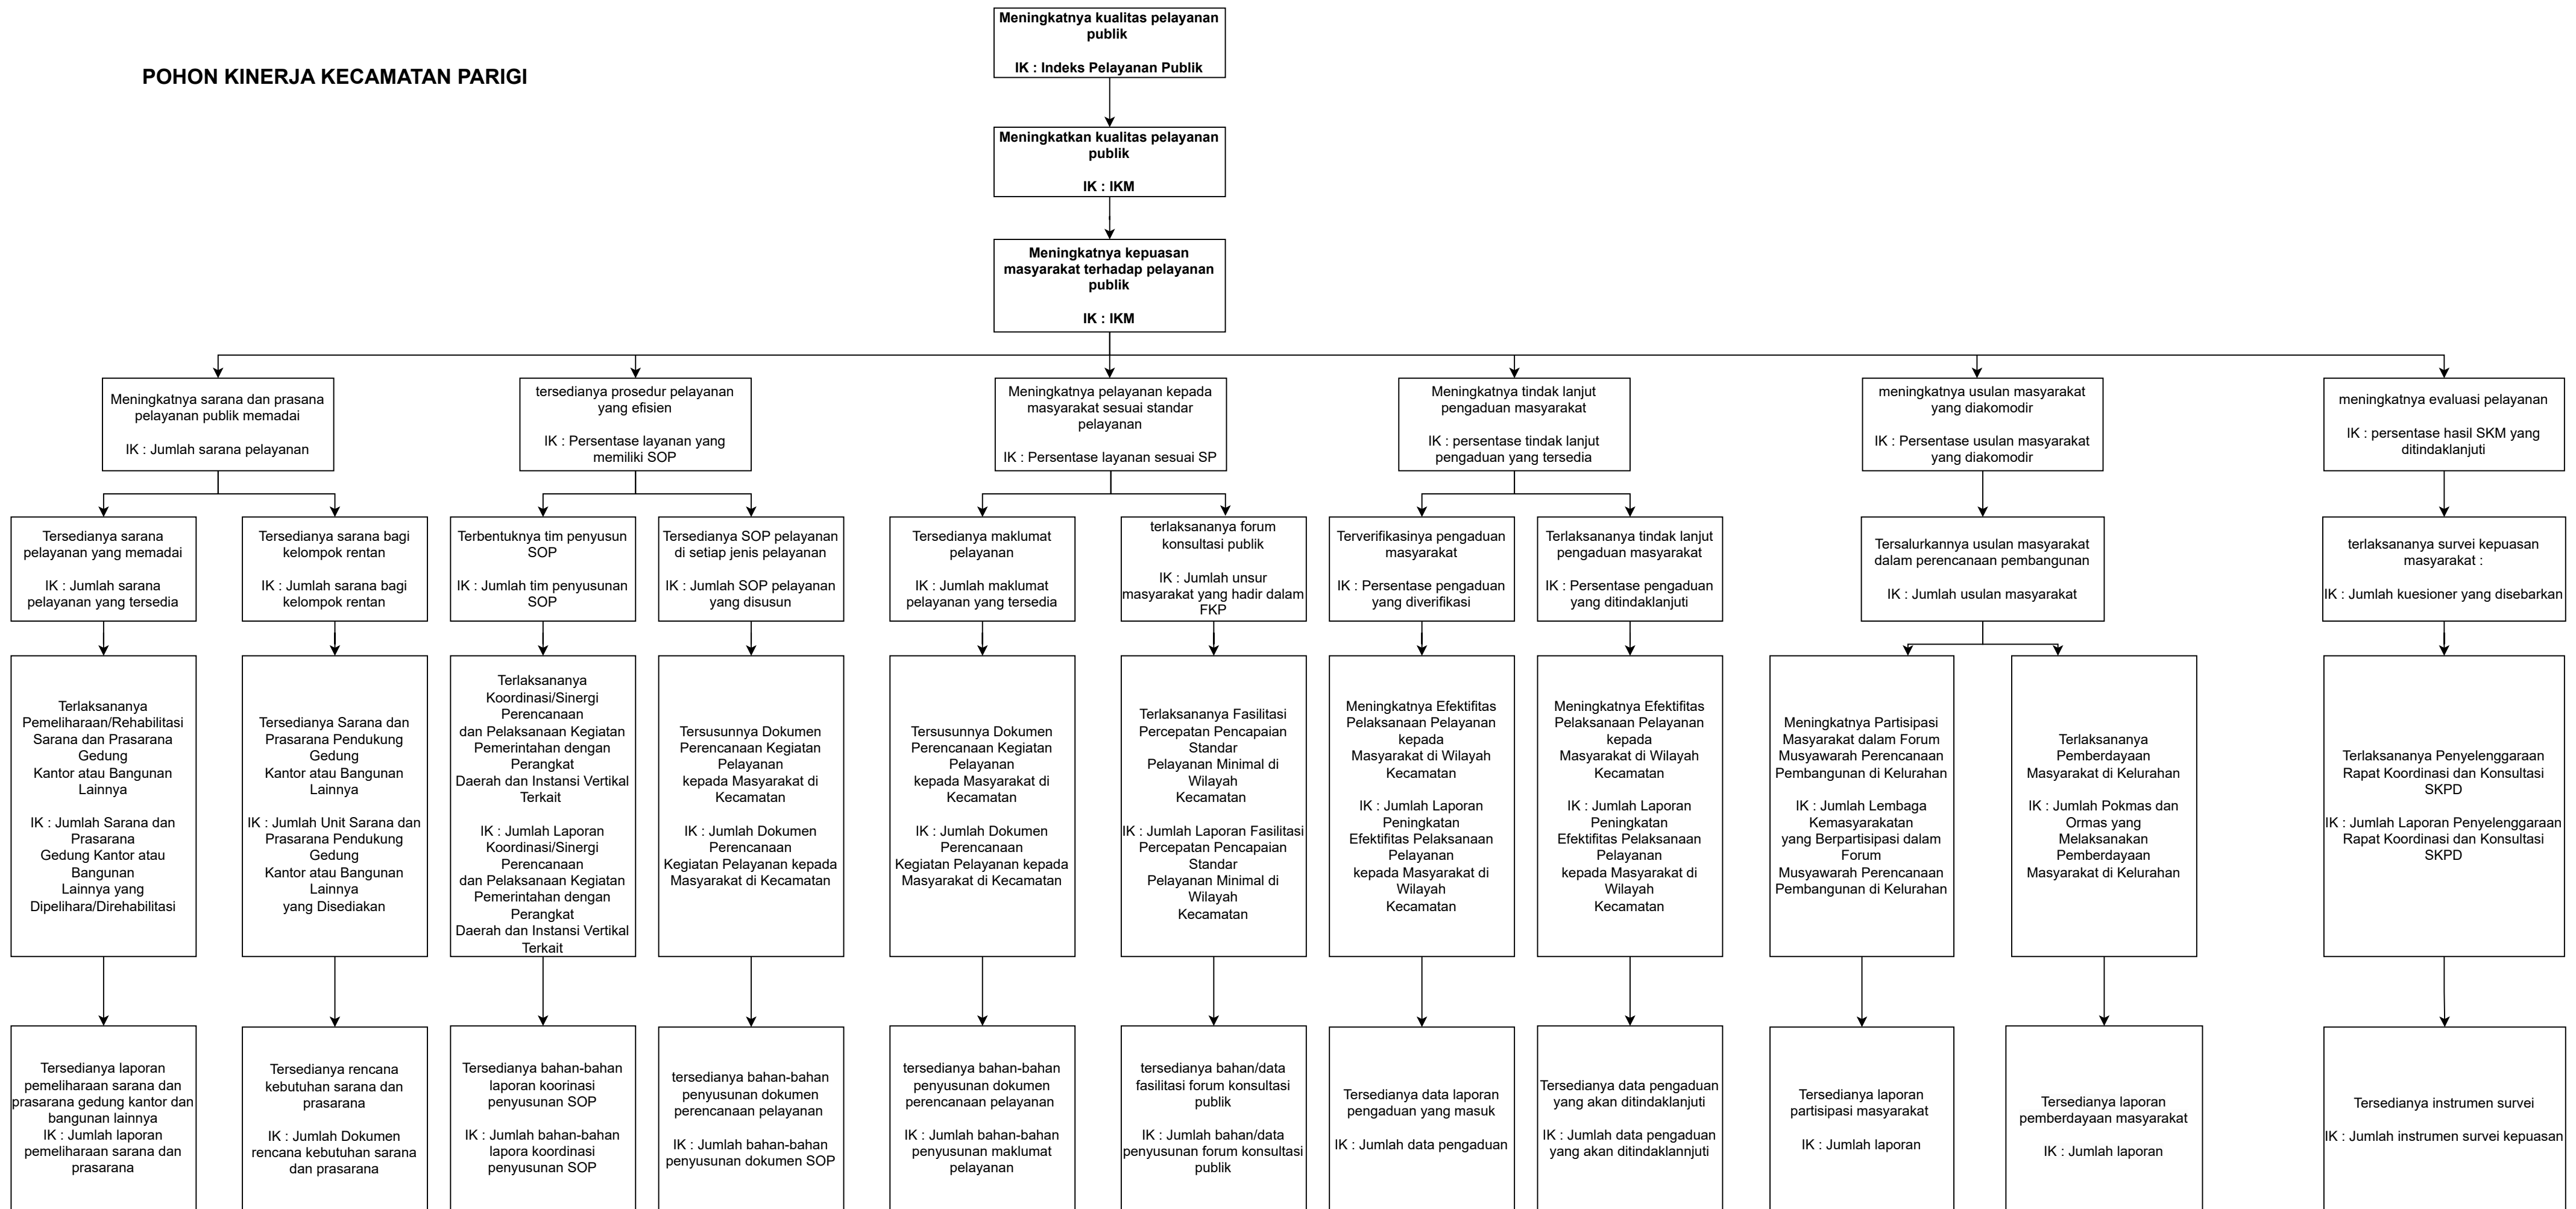 POHON KINERJA KECAMATAN PARIGI
Meningkatnya kualitas pelayanan
publik
IK : Indeks Pelayanan Publik
Meningkatkan kualitas pelayanan
publik
IK : IKM
Meningkatnya kepuasan
masyarakat terhadap pelayanan
publik
IK : IKM
Meningkatnya sarana dan prasana
pelayanan publik memadai
IK : Jumlah sarana pelayanan
tersedianya prosedur pelayanan
yang efisien
IK : Persentase layanan yang
memiliki SOP
Meningkatnya pelayanan kepada
masyarakat sesuai standar
pelayanan
IK : Persentase layanan sesuai SP
Meningkatnya tindak lanjut
pengaduan masyarakat
IK : persentase tindak lanjut
pengaduan yang tersedia
meningkatnya usulan masyarakat
yang diakomodir
IK : Persentase usulan masyarakat
yang diakomodir
meningkatnya evaluasi pelayanan
IK : persentase hasil SKM yang
ditindaklanjuti
Tersedianya sarana
pelayanan yang memadai
IK : Jumlah sarana
pelayanan yang tersedia
Tersedianya sarana bagi
kelompok rentan
IK : Jumlah sarana bagi
kelompok rentan
Terbentuknya tim penyusun
SOP
IK : Jumlah tim penyusunan
SOP
Tersedianya SOP pelayanan
di setiap jenis pelayanan
IK : Jumlah SOP pelayanan
yang disusun
Tersedianya maklumat
pelayanan
IK : Jumlah maklumat
pelayanan yang tersedia
terlaksananya forum
konsultasi publik
IK : Jumlah unsur
masyarakat yang hadir dalam
FKP
Terverifikasinya pengaduan
masyarakat
IK : Persentase pengaduan
yang diverifikasi
Terlaksananya tindak lanjut
pengaduan masyarakat
IK : Persentase pengaduan
yang ditindaklanjuti
Tersalurkannya usulan masyarakat
dalam perencanan pembangunan
IK : Jumlah usulan masyarakat
terlaksananya survei kepuasan
masyarakat :
IK : Jumlah kuesioner yang disebarkan
Terlaksananya
Pemeliharaan/Rehabilitasi
Sarana dan Prasarana
Gedung
Kantor atau Bangunan
Lainnya
IK : Jumlah Sarana dan
Prasarana
Gedung Kantor atau
Bangunan
Lainnya yang
Dipelihara/Direhabilitasi
Tersedianya Sarana dan
Prasarana Pendukung
Gedung
Kantor atau Bangunan
Lainnya
IK : Jumlah Unit Sarana dan
Prasarana Pendukung
Gedung
Kantor atau Bangunan
Lainnya
yang Disediakan
Terlaksananya
Koordinasi/Sinergi
Perencanaan
dan Pelaksanaan Kegiatan
Pemerintahan dengan
Perangkat
Daerah dan Instansi Vertikal
Terkait
IK : Jumlah Laporan
Koordinasi/Sinergi
Perencanaan
dan Pelaksanaan Kegiatan
Pemerintahan dengan
Perangkat
Daerah dan Instansi Vertikal
Terkait
Tersusunnya Dokumen
Perencanaan Kegiatan
Pelayanan
kepada Masyarakat di
Kecamatan
IK : Jumlah Dokumen
Perencanaan
Kegiatan Pelayanan kepada
Masyarakat di Kecamatan
Tersusunnya Dokumen
Perencanaan Kegiatan
Pelayanan
kepada Masyarakat di
Kecamatan
IK : Jumlah Dokumen
Perencanaan
Kegiatan Pelayanan kepada
Masyarakat di Kecamatan
Terlaksananya Fasilitasi
Percepatan Pencapaian
Standar
Pelayanan Minimal di
Wilayah
Kecamatan
IK : Jumlah Laporan Fasilitasi
Percepatan Pencapaian
Standar
Pelayanan Minimal di
Wilayah
Kecamatan
Meningkatnya Efektifitas
Pelaksanaan Pelayanan
kepada
Masyarakat di Wilayah
Kecamatan
IK : Jumlah Laporan
Peningkatan
Efektifitas Pelaksanaan
Pelayanan
kepada Masyarakat di
Wilayah
Kecamatan
Meningkatnya Efektifitas
Pelaksanaan Pelayanan
kepada
Masyarakat di Wilayah
Kecamatan
IK : Jumlah Laporan
Peningkatan
Efektifitas Pelaksanaan
Pelayanan
kepada Masyarakat di
Wilayah
Kecamatan
Meningkatnya Partisipasi
Masyarakat dalam Forum
Musyawarah Perencanaan
Pembangunan di Kelurahan
IK : Jumlah Lembaga
Kemasyarakatan
yang Berpartisipasi dalam
Forum
Musyawarah Perencanaan
Pembangunan di Kelurahan
Terlaksananya
Pemberdayaan
Masyarakat di Kelurahan
IK : Jumlah Pokmas dan
Ormas yang
Melaksanakan
Pemberdayaan
Masyarakat di Kelurahan
Terlaksananya Penyelenggaraan
Rapat Koordinasi dan Konsultasi
SKPD
IK : Jumlah Laporan Penyelenggaraan
Rapat Koordinasi dan Konsultasi
SKPD
Tersedianya laporan
pemeliharaan sarana dan
prasarana gedung kantor dan
bangunan lainnya
IK : Jumlah laporan
pemeliharaan sarana dan
prasarana
Tersedianya rencana
kebutuhan sarana dan
prasarana
IK : Jumlah Dokumen
rencana kebutuhan sarana
dan prasarana
Tersedianya bahan-bahan
laporan koorinasi
penyusunan SOP
IK : Jumlah bahan-bahan
lapora koordinasi
penyusunan SOP
tersedianya bahan-bahan
penyusunan dokumen
perencanaan pelayanan
IK : Jumlah bahan-bahan
penyusunan dokumen SOP
tersedianya bahan-bahan
penyusunan dokumen
perencanaan pelayanan
IK : Jumlah bahan-bahan
penyusunan maklumat
pelayanan
tersedianya bahan/data
fasilitasi forum konsultasi
publik
IK : Jumlah bahan/data
penyusunan forum konsultasi
publik
Tersedianya data laporan
pengaduan yang masuk
IK : Jumlah data pengaduan
Tersedianya data pengaduan
yang akan ditindaklanjuti
IK : Jumlah data pengaduan
yang akan ditindaklannjuti
Tersedianya laporan
partisipasi masyarakat
IK : Jumlah laporan
Tersedianya laporan
pemberdayaan masyarakat
IK : Jumlah laporan
Tersedianya instrumen survei
IK : Jumlah instrumen survei kepuasan